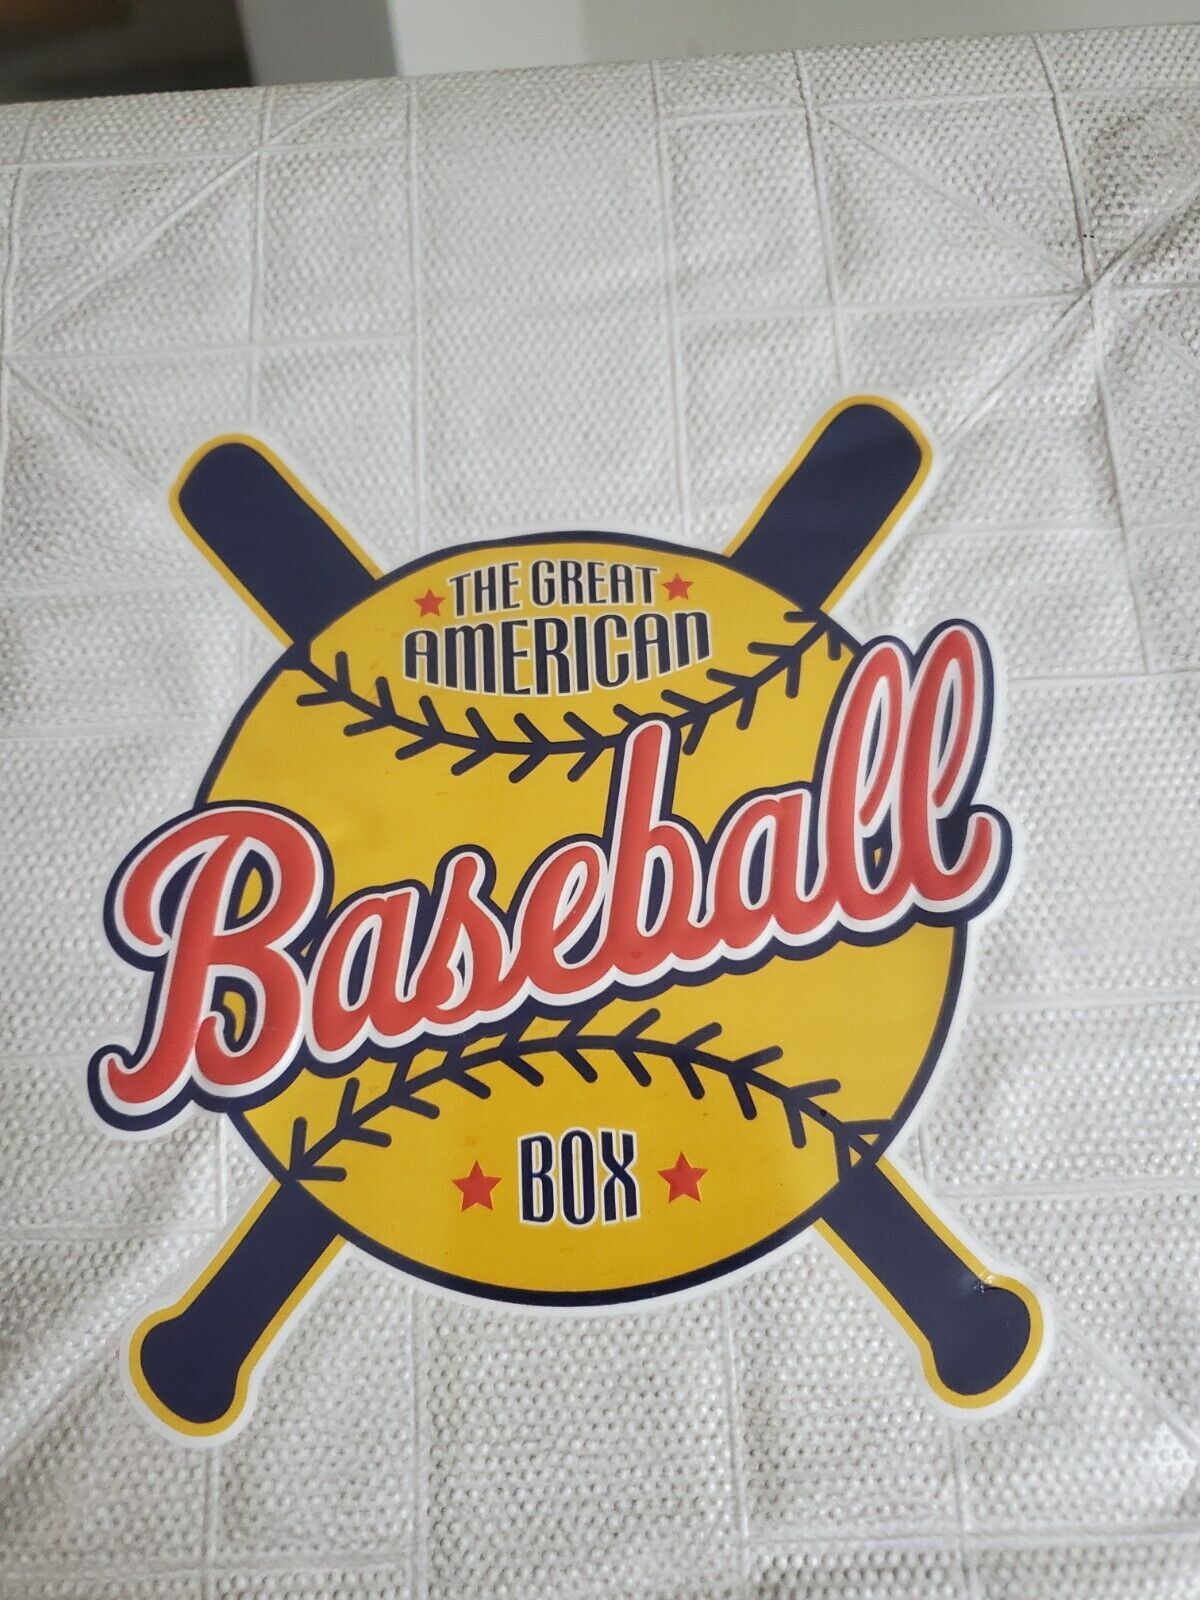 THE GREAT
AMERICAN
Baseball
BOX